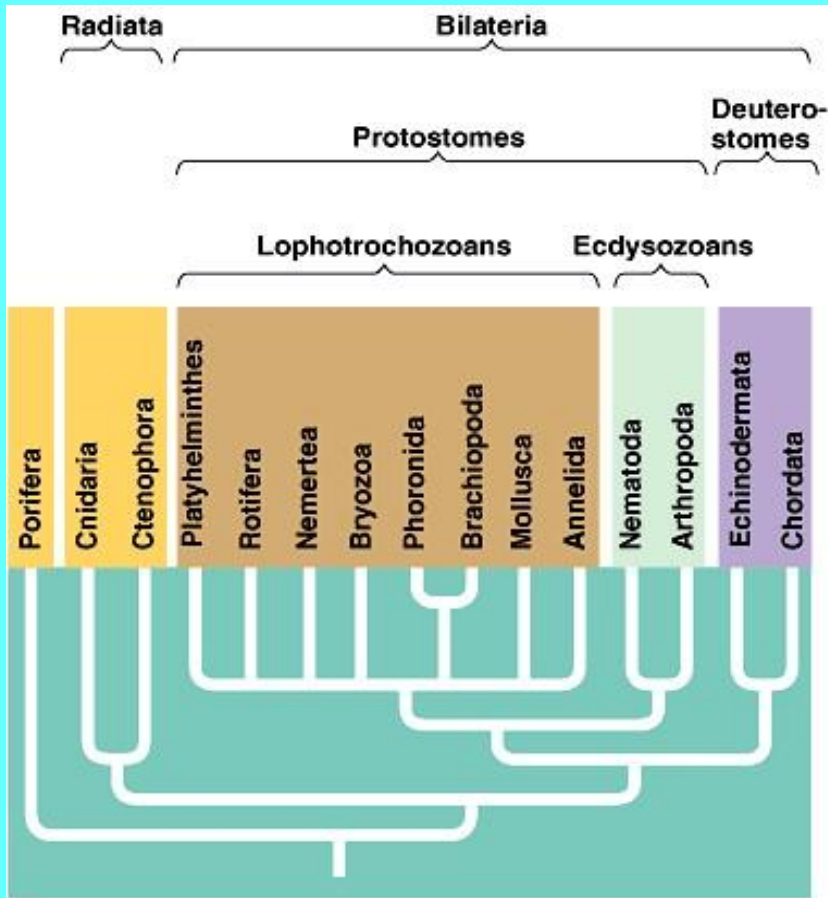 Radiata
Bilateria
Deutero-
stomes
Protostomes
Lophotrochozoans
Ecdysozoans
Porifera
Cnidaria
Ctenophora
Platyhelminthes
Rotifera
Nemertea
Bryozoa
Phoronida
Brachiopoda
Mollusca
Annelida
Nematoda
Arthropoda
Echinodermata
Chordata